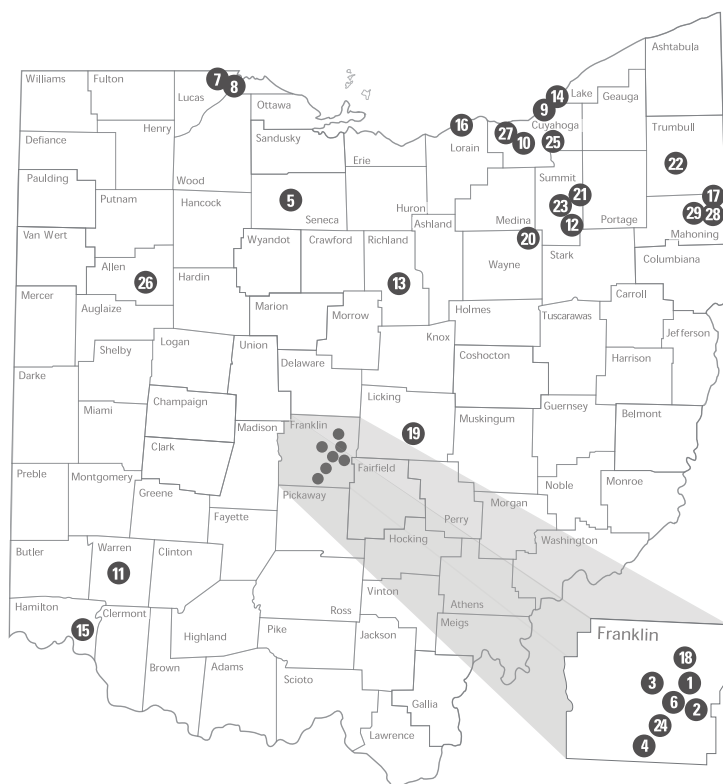 Ashtabula
Williams
Fulton
7
8
Lucas
14
Lake
Geauga
Ottawa
9
Henry
16
27
Cuyahoga
Trumbull
Defiance
Sandusky
10
25
Lorain
Erie
22
Paulding
Wood
Summit
Putnam
Hancock
5
21
17
23
Seneca
Huron
Medina
29
28
Ashland
12
Portage
Van Wert
Wyandot
Crawford
Richland
20
Mahoning
Wayne
Stark
Columbiana
Allen
26
Hardin
13
Mercer
Carroll
Auglaize
Marion
Morrow
Holmes
Tuscarawas
Jefferson
Knox
Logan
Union
Shelby
Coshocton
Harrison
Delaware
Darke
Licking
Champaign
Guernsey
Miami
Muskingum
Belmont
Madison
Franklin
19
Clark
Fairfield
Preble
Montgomery
Noble
Monroe
Greene
Pickaway
Morgan
Fayette
Perry
Washington
Hocking
Butler
Warren
Clinton
11
Vinton
Hamilton
Clermont
Ross
Athens
15
Meigs
Highland
Pike
Jackson
Franklin
18
Brown
Adams
Scioto
3
1
Gallia
6
2
Lawrence
24
4